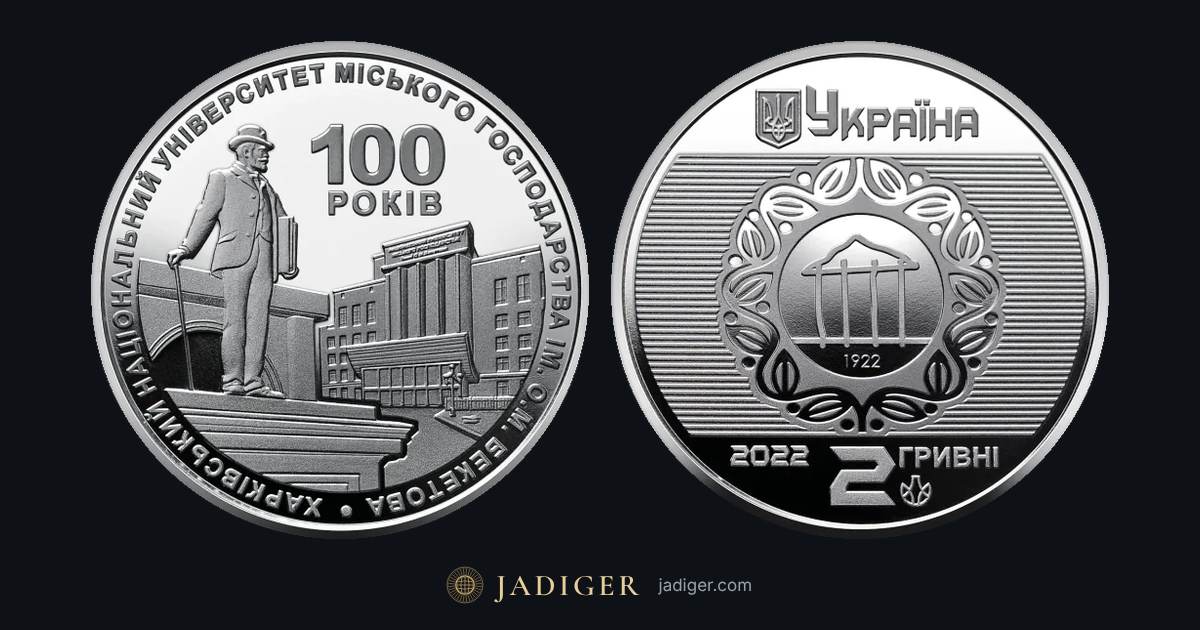 ХАРКІВСЬКИЙ НАЦІОНАЛЬНИЙ УНІВЕРСИТЕТ МІСЬКОГО ГОСПОДАРСТВА ІМ. О. М. БЕКЕТОВА •
100
РОКІВ
УКРАЇНА
1922
2022
2 ГРИВНІ
JADIGER jadiger.com